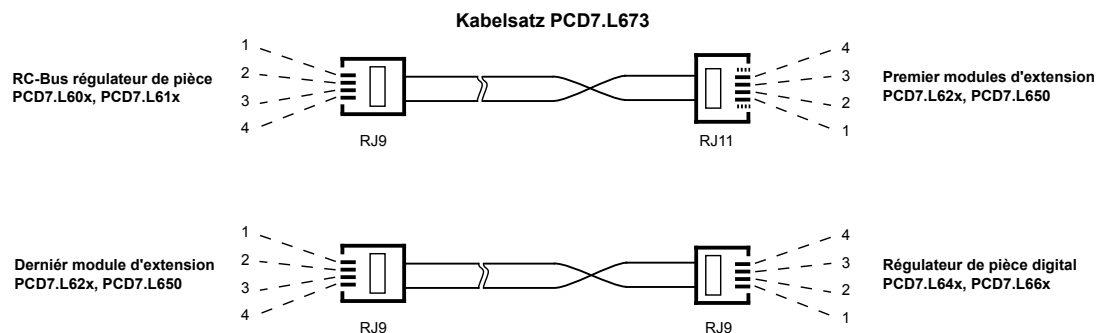 Kabelsatz PCD7.L673
1
2
3
4
RC-Bus régulateur de pièce
PCD7.L60x, PCD7.L61x
RJ9
RJ11
4
3
2
1
Premier modules d'extension
PCD7.L62x, PCD7.L650
1
2
3
4
Derniér module d'extension
PCD7.L62x, PCD7.L650
RJ9
RJ9
4
3
2
1
Régulateur de pièce digital
PCD7.L64x, PCD7.L66x